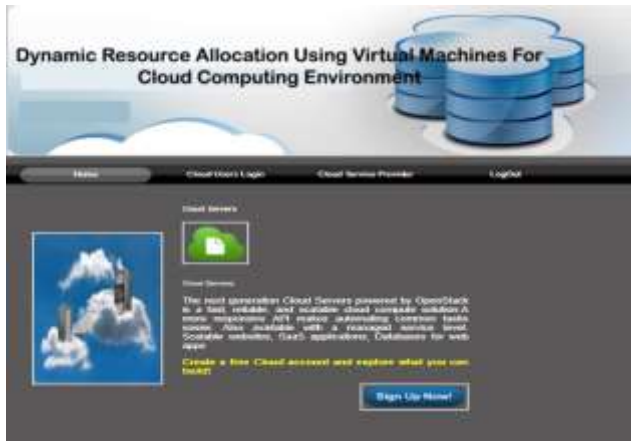 Dynamic Resource Allocation Using Virtual Machines For
Cloud Computing Environment
Home Cloud Users Login Cloud Service Provider LogOut
Cloud Servers
Cloud Servers
The next generation Cloud Servers powered by OpenStack
is a fast, reliable, and scalable cloud compute solution.A
more responsive API makes automating common tasks
easier. Also available with a managed service level.
Scalable websites, SaaS applications, Databases for web
apps
Create a free Cloud account and explore what you can
build!
Sign Up Now!